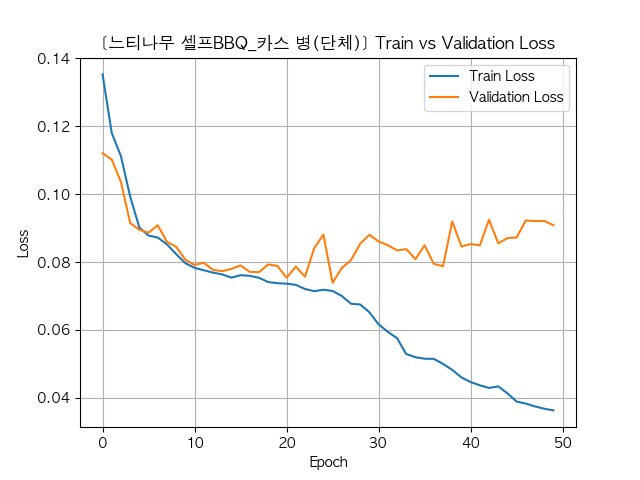 [느티나무 셀프BBQ_카스 병(단체)] Train vs Validation Loss
Train Loss
Validation Loss
0.14
0.12
0.10
0.08
0.06
0.04
Loss
0
10
20
30
40
50
Epoch